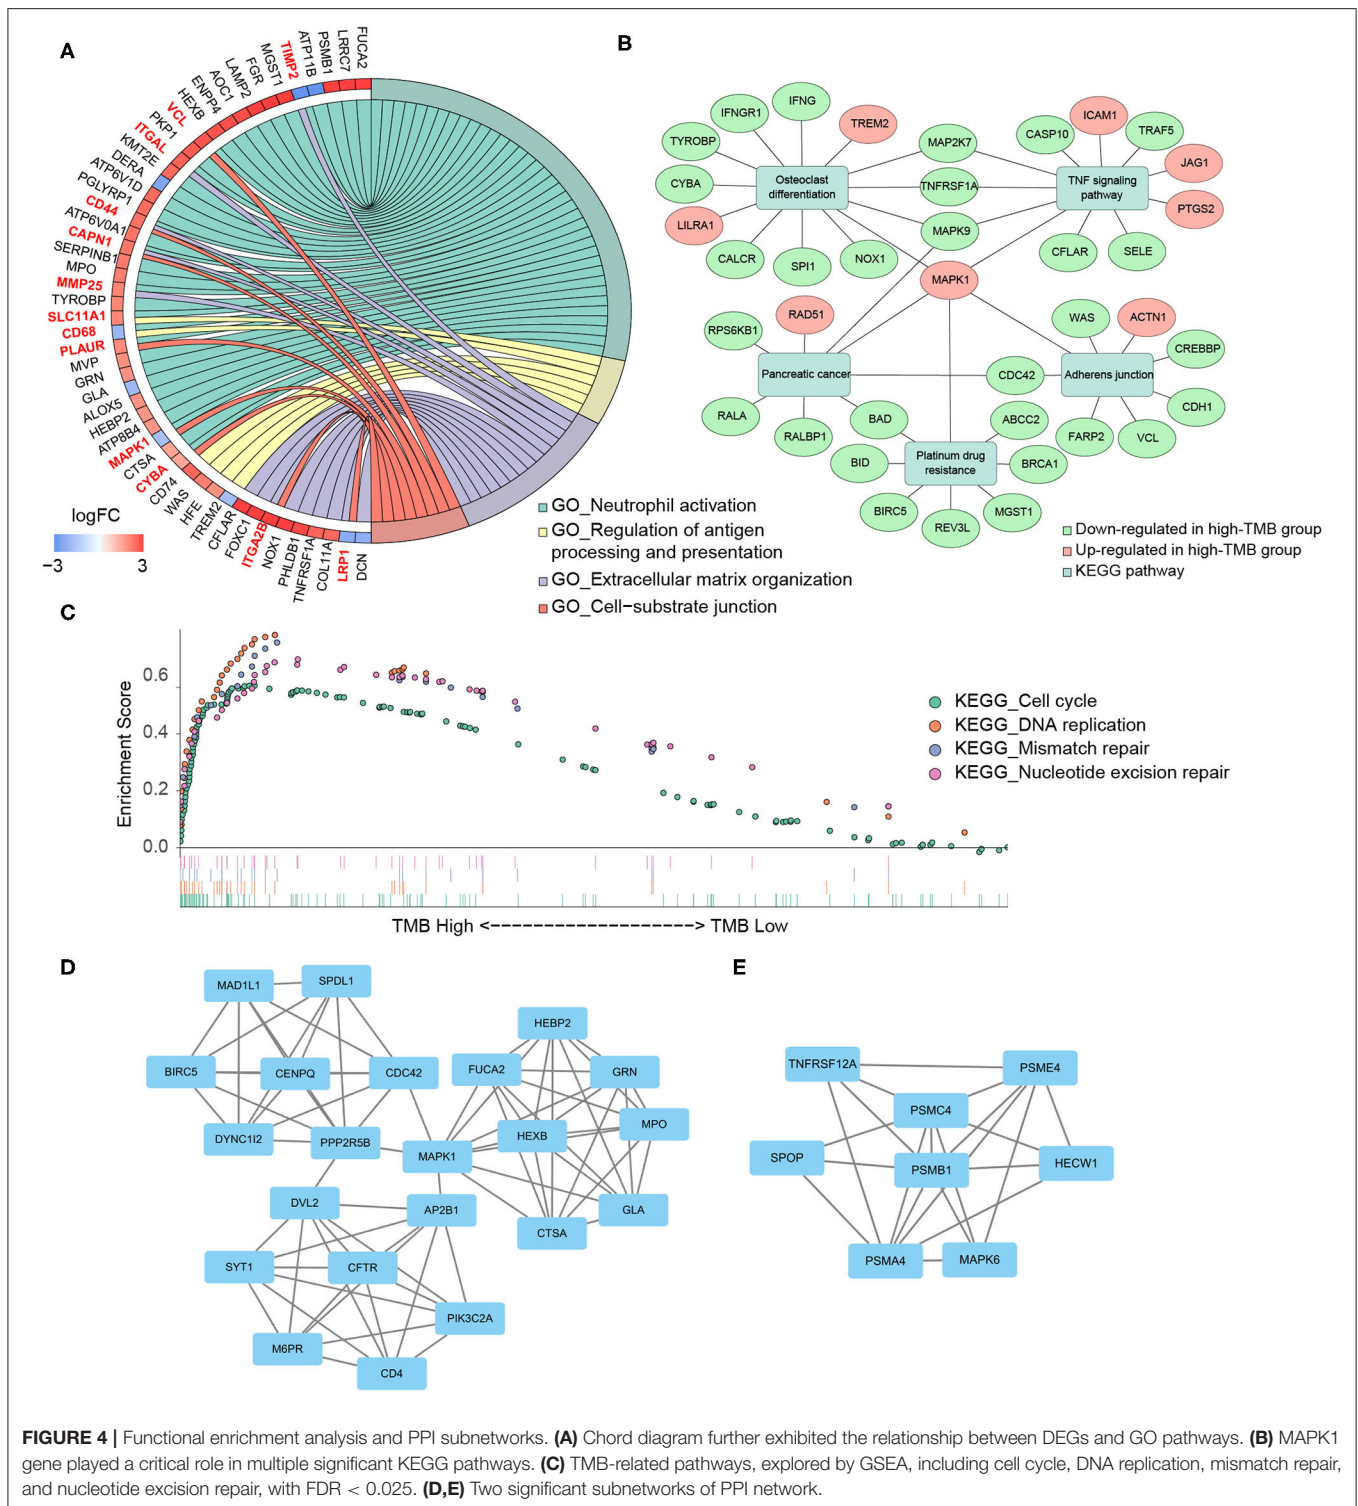 A
FUCA2
LRRC7
PSMB1
ATP11B
TIMP2
MGST1
FGR
LAMP2
AOC1
ENPP4
HEXB
VCL
PKP1
ITGAL
KMT2E
DERA
ATP6V1D
PGLYRP1
CD44
ATP6V0A1
CAPN1
SERPINB1
MPO
MMP25
TYROBP
SLC11A1
CD68
PLAUR
MVP
GRN
GLA
ALOX5
HEBP2
ATP8B4
MAPK1
CTSA
CYBA
CD74
WAS
HFE
TREM2
CFLAR
FOXC1
ITGA2B
NOX1
PHLDB1
TNFRSF1A
COL11A
LRP1
DCN
logFC
−3
3
GO_Neutrophil activation
GO_Regulation of antigen
processing and presentation
GO_Extracellular matrix organization
GO_Cell−substrate junction
B
IFNG
IFNGR1
TREM2
TYROBP
CYBA
LILRA1
CALCR
SPI1
NOX1
Osteoclast
differentiation
MAP2K7
TNFRSF1A
MAPK9
MAPK1
ICAM1
CASP10
TRAF5
JAG1
PTGS2
TNF signaling
pathway
CFLAR
SELE
RAD51
RPS6KB1
Pancreatic cancer
RALA
RALBP1
BAD
CDC42
WAS
ACTN1
CREBBP
Adherens junction
CDH1
FARP2
VCL
ABCC2
BID
Platinum drug
resistance
BRCA1
BIRC5
REV3L
MGST1
Down-regulated in high-TMB group
Up-regulated in high-TMB group
KEGG pathway
C
Enrichment Score
0.6
0.4
0.2
0.0
KEGG_Cell cycle
KEGG_DNA replication
KEGG_Mismatch repair
KEGG_Nucleotide excision repair
TMB High <--------------------> TMB Low
D
MAD1L1
SPDL1
BIRC5
CENPQ
CDC42
DYNC1I2
PPP2R5B
MAPK1
HEBP2
FUCA2
GRN
HEXB
MPO
GLA
CTSA
DVL2
AP2B1
SYT1
CFTR
PIK3C2A
M6PR
CD4
E
TNFRSF12A
PSME4
PSMC4
SPOP
PSMB1
HECW1
PSMA4
MAPK6
FIGURE 4 | Functional enrichment analysis and PPI subnetworks. (A) Chord diagram further exhibited the relationship between DEGs and GO pathways. (B) MAPK1
gene played a critical role in multiple significant KEGG pathways. (C) TMB-related pathways, explored by GSEA, including cell cycle, DNA replication, mismatch repair,
and nucleotide excision repair, with FDR < 0.025. (D,E) Two significant subnetworks of PPI network.